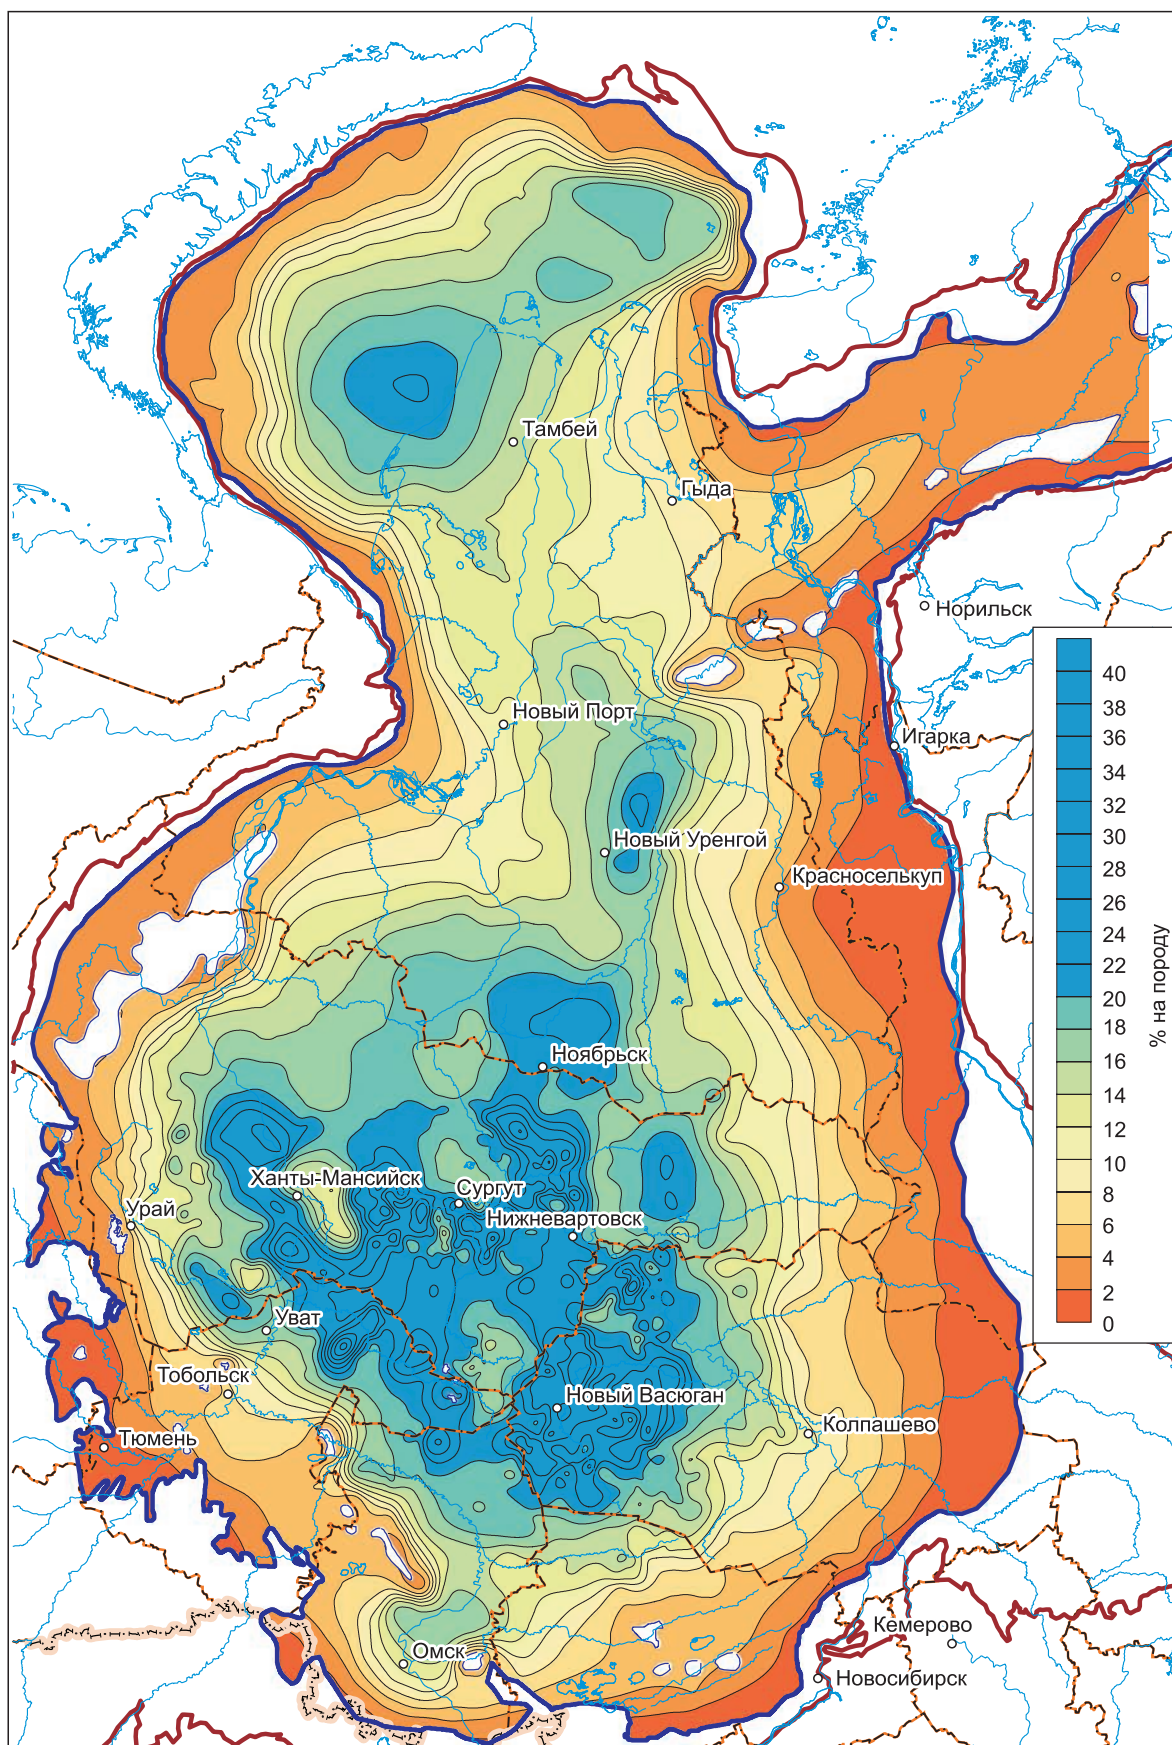 Тамбей
Гыда
Норильск
Новый Порт
Игарка
Новый Уренгой
Красноселькуп
Ноябрьск
Ханты-Мансийск
Сургут
Урай
Нижневартовск
Уват
Тобольск
Новый Васюган
Тюмень
Колпашево
Омск
Кемерово
Новосибирск
40
38
36
34
32
30
28
26
24
22
20
18
16
14
12
10
8
6
4
2
0
% на породу